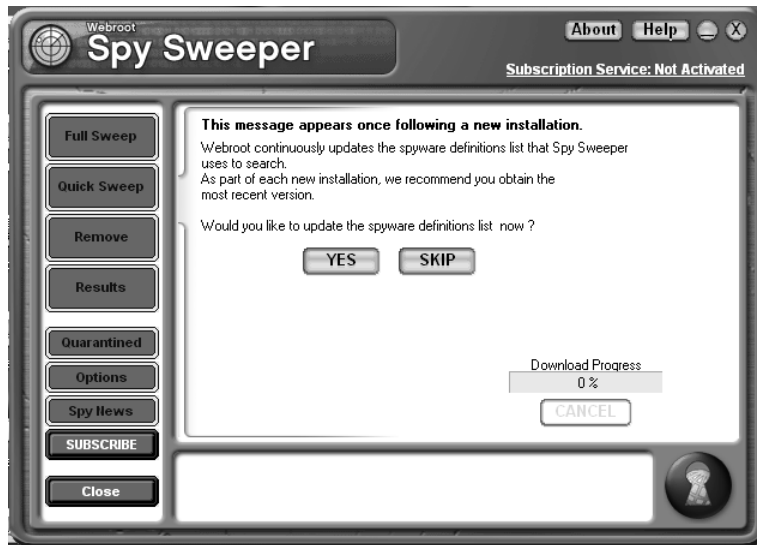 Webroot
Spy Sweeper
About Help X
Subscription Service: Not Activated
Full Sweep
Quick Sweep
Remove
Results
Quarantined
Options
Spy News
SUBSCRIBE
Close
This message appears once following a new installation.
Webroot continuously updates the spyware definitions list that Spy Sweeper
uses to search.
As part of each new installation, we recommend you obtain the
most recent version.
Would you like to update the spyware definitions list now ?
YES SKIP
Download Progress
0 %
CANCEL